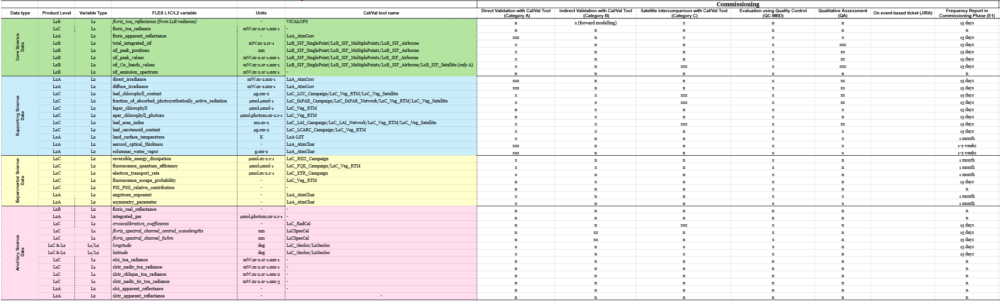 Commissioning
Data type Product Level Variable Type FLEX L1C/L2 variable Units Cal/Val tool name Direct Validation with Cal/Val Tool (Category A) Indirect Validation with Cal/Val Tool (Category B) Satellite intercomparison with Cal/Val Tool (Category C) Evaluation using Quality Control (QC-MBD) Qualitative Assessment (QA) On event-based ticket (JIRA) Frequency Report in Commissioning Phase (E1)
Core Science Data
L1B L1 floris_toa_reflectance (from L1B radiance) - VICALOPS n x (forward modelling) x n n 15 days
L1C L1 floris_toa_radiance mW.m-2.sr-1.nm-1 - n n n n n n
L2A L2 floris_apparent_reflectance - L2A_AtmCorr xxx n x x x 15 days
L2B L2 total_integrated_sif mW.m-2.sr-1 L2B_SIF_SinglePoint/L2B_SIF_MultiplePoints/L2B_SIF_Airborne x n n x xxx 15 days
L2B L2 sif_peak_positions nm L2B_SIF_SinglePoint/L2B_SIF_MultiplePoints/L2B_SIF_Airborne x n n x xx 15 days
L2B L2 sif_peak_values mW.m-2.sr-1.nm-1 L2B_SIF_SinglePoint/L2B_SIF_MultiplePoints/LsB_SIF_Airborne x n n x xx 15 days
L2B L2 sif_O2_bands_values mW.m-2.sr-1.nm-1 L2B_SIF_SinglePoint/L2B_SIF_MultiplePoints/L2B_SIF_Airborne/L2B_SIF_Satellite (only A) x n xxx x xxx 15 days
L2B L2 sif_emission_spectrum mW.m-2.sr-1.nm-1 - n n n x n n
Supporting Science Data
L2A L2 direct_irradiance mW.m-2.nm-1 L2A_AtmCorr xxx n n x xx 15 days
L2A L2 diffuse_irradiance mW.m-2.nm-1 L2A_AtmCorr xxx n n x xx 15 days
L2C L2 leaf_chlorophyll_content µg.cm-2 L2C_LCC_Campaign/L2C_Veg_RTM/L2C_Veg_Satellite x x xxx x xx 15 days
L2C L2 fraction_of_absorbed_photosynthetically_active_radiation µmol.µmol-1 L2C_fAPAR_Campaign/L2C_fAPAR_Network/L2C_Veg_RTM/L2C_Veg_Satellite x x xxx x xx 15 days
L2C L2 fapar_chlorophyll µmol.µmol-1 L2C_Veg_RTM n x n x x 15 days
L2C L2 apar_chlorophyll_photons µmol.photons.m-2.s-1 L2C_Veg_RTM n x n x x 15 days
L2C L2 leaf_area_index m2.m-2 L2C_LAI_Campaign/L2C_LAI_Network/L2C_Veg_RTM/L2C_Veg_Satellite x x xxx x xx 15 days
L2C L2 leaf_carotenoid_content µg.cm-2 L2C_LCARC_Campaign/L2C_Veg_RTM x x n x x 15 days
L2A L2 land_surface_temperature K L2A-LST x n n x x 1 month
L2A L2 aerosol_optical_thickness - L2A_AtmChar xxx n n x x 1-2 weeks
L2A L2 columnar_water_vapor g.cm-2 L2A_AtmChar xxx n n x x 1-2 weeks
Experimental Science Data
L2C L2 reversible_energy_dissipation µmol.m-2.s-1 L2C_RED_Campaign x n n x x 1 month
L2C L2 fluorescence_quantum_efficiency µmol.µmol-1 L2C_FQE_Campaign/L2C_Veg_RTM x x n x x 1 month
L2C L2 electron_transport_rate µmol.m-2.s-1 L2C_ETR_Campaign x n n x x 1 month
L2C L2 fluorescence_escape_probability - L2C_Veg_RTM n x n x x 15 days
L2C L2 PSI_PSII_relative_contribution - - n n n x n n
L2A L2 angstrom_exponent - L2A_AtmChar x n n x x 1 month
L2A L2 asymmetry_parameter - L2A_AtmChar x n n x x 1 month
Ancillary Science Data
L2B L2 floris_real_reflectance - - n n n n n n
L2A L2 integrated_par µmol.photons.m-2.s-1 - n n n n n n
L1C L1 crosscalibration_coefficients - L1C_RadCal n n xxx x n 15 days
L1C L1 floris_spectral_channel_central_wavelengths nm L1CSpecCal n xx n x n 15 days
L1C L1 floris_spectral_channel_fwhm nm L1CSpecCal n xx n x n 15 days
L1C & L2 L1/L2 longitude deg L1C_Geoloc/L2Geoloc x n x x n 15 days
L1C & L2 L1/L2 latitude deg L1C_Geoloc/L2Geoloc x n x x n 15 days
L1C L1 olci_toa_radiance mW.m-2.sr-1.nm-1 - n n n n n n
L1C L1 slstr_nadir_toa_radiance mW.m-2.sr-1.nm-1 - n n n n n n
L1C L1 slstr_oblique_toa_radiance mW.m-2.sr-1.nm-2 - n n n n n n
L1C L1 slstr_nadir_tir_toa_radiance mW.m-2.sr-1.nm-3 - n n n n n n
L2A L2 olci_apparent_reflectance - - n n n n n n
L2A L2 slstr_apparent_reflectance - - n n n n n n